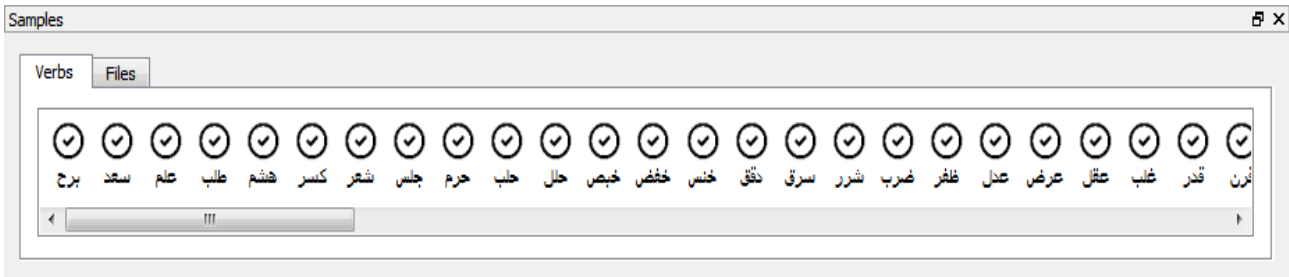 Samples
Verbs Files
برح سعد علم طلب هشم كسر شعر جلس حرم حلب حلل خبص خفض خنس دقق سرق شرر ضرب ظفر عدل عرض عقل غلب قدر